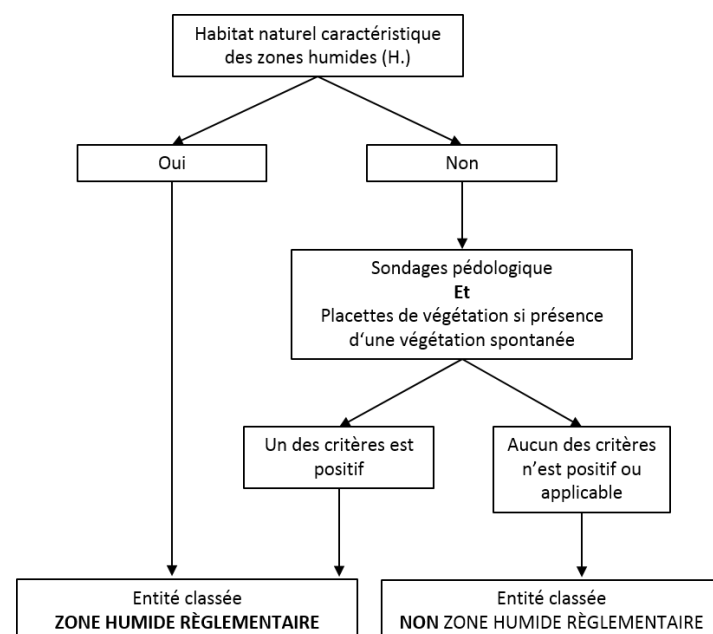 Habitat naturel caractéristique
des zones humides (H.)
Oui
Non
Sondages pédologique
Et
Placettes de végétation si présence
d‘une végétation spontanée
Un des critères est
positif
Aucun des critères
n’est positif ou
applicable
Entité classée
ZONE HUMIDE RÈGLEMENTAIRE
Entité classée
NON ZONE HUMIDE RÈGLEMENTAIRE